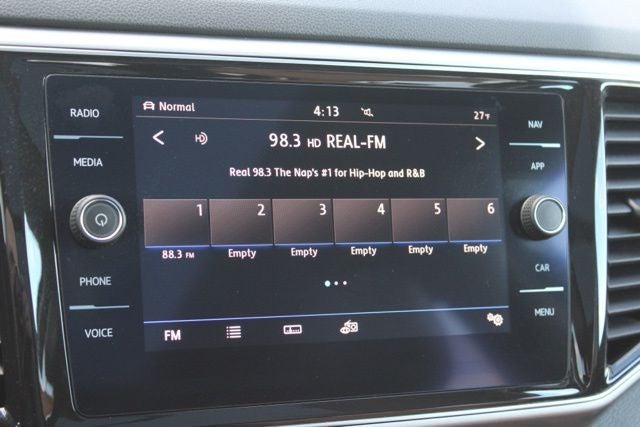 RADIO
MEDIA
PHONE
VOICE
Normal
4:13
27°F
98.3 HD REAL-FM
Real 98.3 The Nap's #1 for Hip-Hop and R&B
1 2 3 4 5 6
88.3 FM Empty Empty Empty Empty Empty
FM
NAV
APP
CAR
MENU